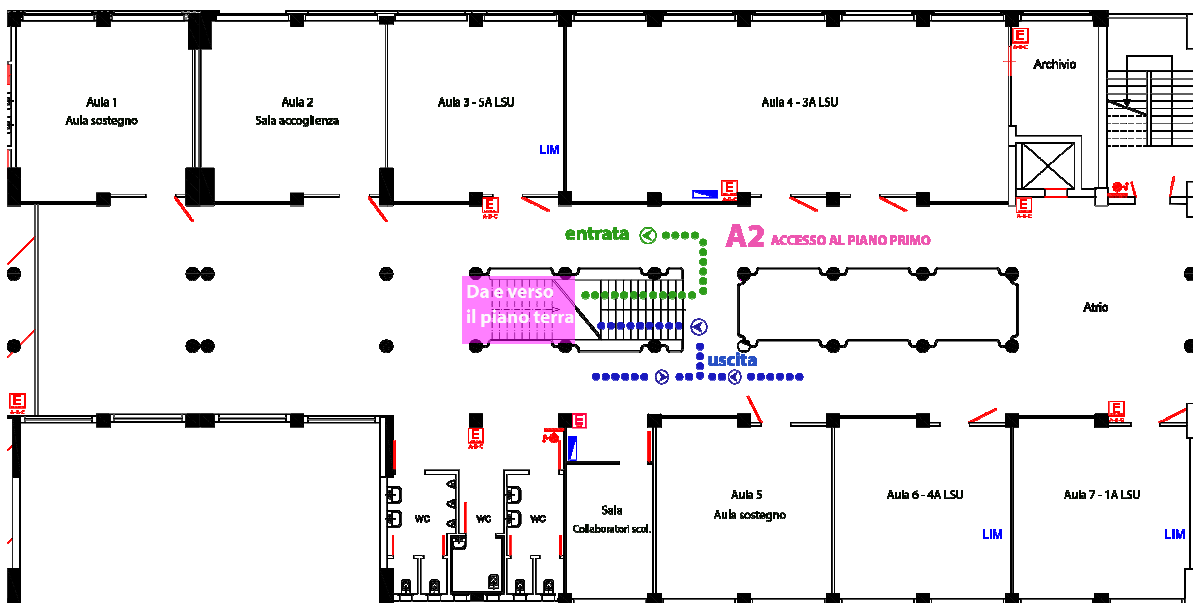 E
A-B-C
Archivio
Aula 1
Aula sostegno
Aula 2
Sala accoglienza
Aula 3 - 5A LSU
Aula 4 - 3A LSU
LIM
E
A-B-C
E
A-B-C
E
A-B-C
entrata
A2 ACCESSO AL PIANO PRIMO
Da e verso
il piano terra
Atrio
uscita
E
A-B-C
E
A-B-C
E
E
A-B-C
Aula 5
Aula sostegno
Aula 6 - 4A LSU
Aula 7 - 1A LSU
Sala
Collaboratori scol.
WC
WC
WC
LIM
LIM